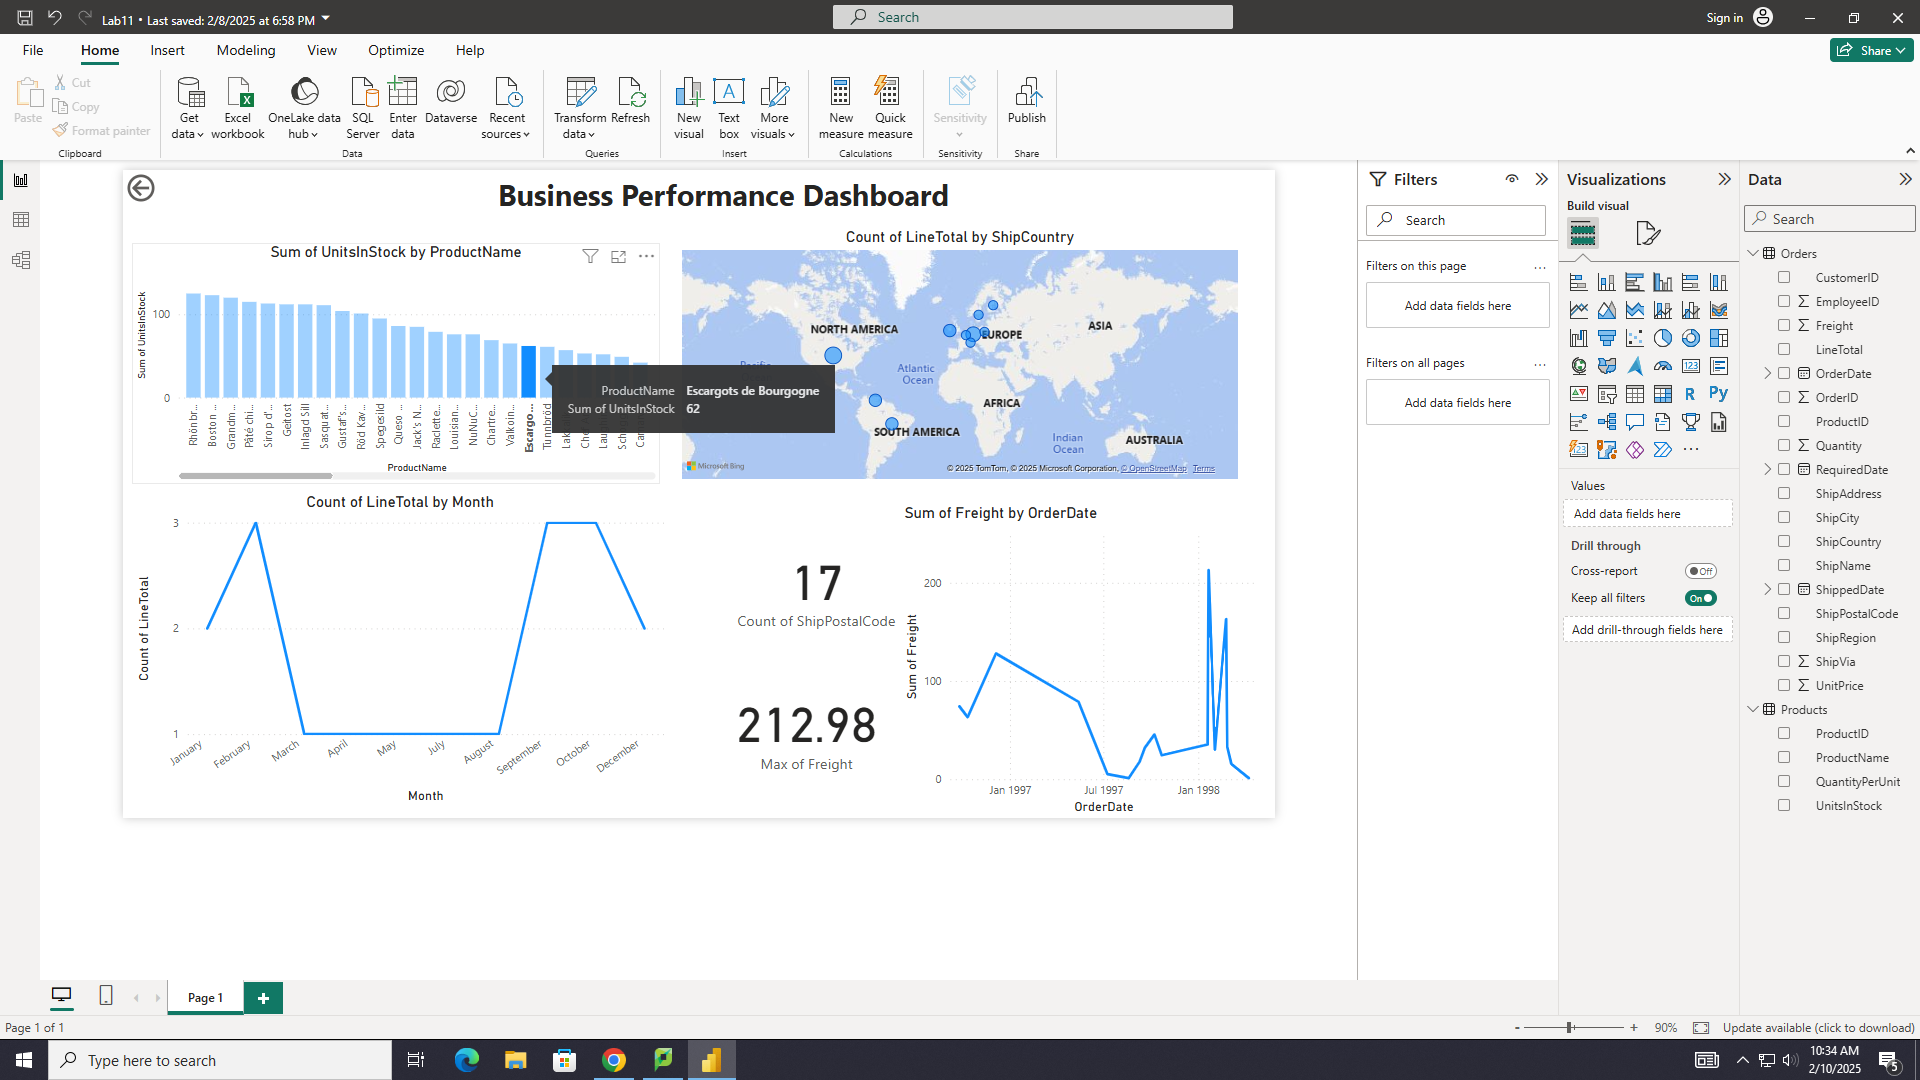 Lab11 • Last saved: 2/8/2025 at 6:58 PM
Search
Sign in
File Home Insert Modeling View Optimize Help
Share
Paste
Cut
Copy
Format painter
Clipboard
Get data
Excel workbook
OneLake data hub
SQL Server
Enter data
Dataverse
Recent sources
Data
Transform data
Refresh
Queries
New visual
Text box
More visuals
Insert
New measure
Quick measure
Calculations
Sensitivity
Sensitivity
Publish
Share
Business Performance Dashboard
Sum of UnitsInStock by ProductName
Sum of UnitsInStock
100
0
Rhönbr...
Boston ...
Grandm...
Pâté chi...
Sirop d'...
Geitost
Inlagd Sill
Sasquat...
Gustaf's...
Röd Kav...
Spegesild
Queso ...
Jack's N...
Raclette...
Louisian...
NuNuC...
Chartre...
Valkoin...
Escargo...
Tunnbröd
ProductName
ProductName Escargots de Bourgogne
Sum of UnitsInStock 62
Count of LineTotal by ShipCountry
NORTH AMERICA
EUROPE
ASIA
Atlantic Ocean
AFRICA
SOUTH AMERICA
Indian Ocean
AUSTRALIA
Microsoft Bing
© 2025 TomTom, © 2025 Microsoft Corporation, © OpenStreetMap Terms
Count of LineTotal by Month
Count of LineTotal
3
2
1
January February March April May July August September October December
Month
17
Count of ShipPostalCode
212.98
Max of Freight
Sum of Freight by OrderDate
Sum of Freight
200
100
0
Jan 1997 Jul 1997 Jan 1998
OrderDate
Filters
Search
Filters on this page ...
Add data fields here
Filters on all pages ...
Add data fields here
Visualizations
Build visual
R Py
123
...
Values
Add data fields here
Drill through
Cross-report Off
Keep all filters On
Add drill-through fields here
Data
Search
Orders
CustomerID
EmployeeID
Freight
LineTotal
OrderDate
OrderID
ProductID
Quantity
RequiredDate
ShipAddress
ShipCity
ShipCountry
ShipName
ShippedDate
ShipPostalCode
ShipRegion
ShipVia
UnitPrice
Products
ProductID
ProductName
QuantityPerUnit
UnitsInStock
Page 1
Page 1 of 1
- + 90%
Update available (click to download)
Type here to search
10:34 AM
2/10/2025
5